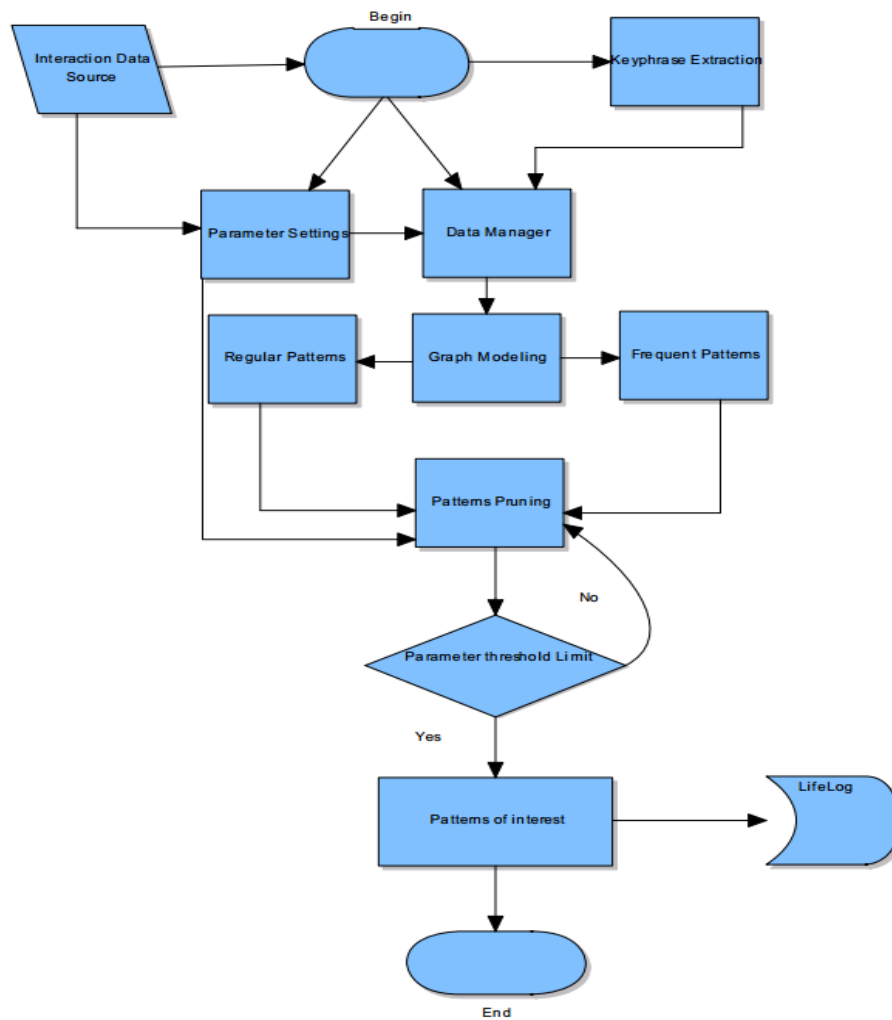 Begin
Interaction Data
Source
Keyphrase Extraction
Parameter Settings
Data Manager
Regular Patterns
Graph Modeling
Frequent Patterns
Patterns Pruning
No
Parameter threshold Limit
Yes
LifeLog
Patterns of interest
End